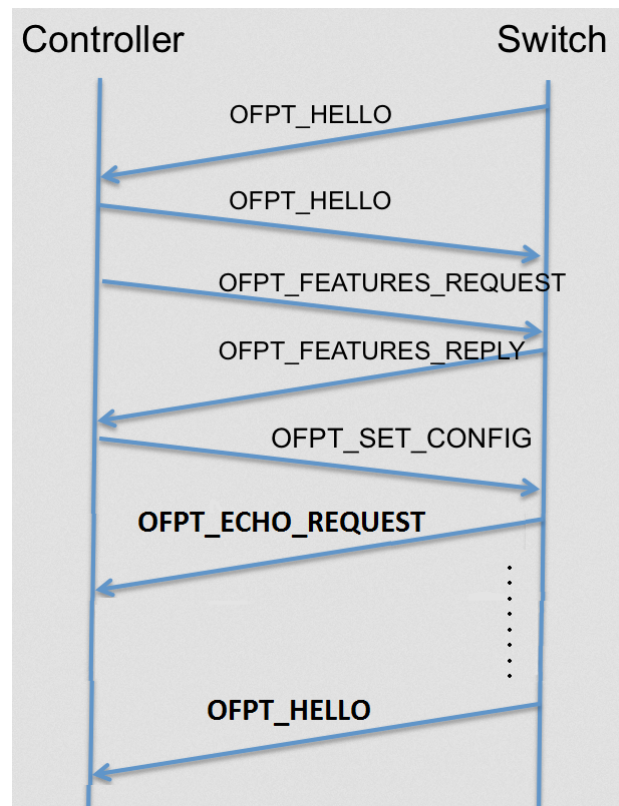 Controller
Switch
OFPT_HELLO
OFPT_HELLO
OFPT_FEATURES_REQUEST
OFPT_FEATURES_REPLY
OFPT_SET_CONFIG
OFPT_ECHO_REQUEST
OFPT_HELLO